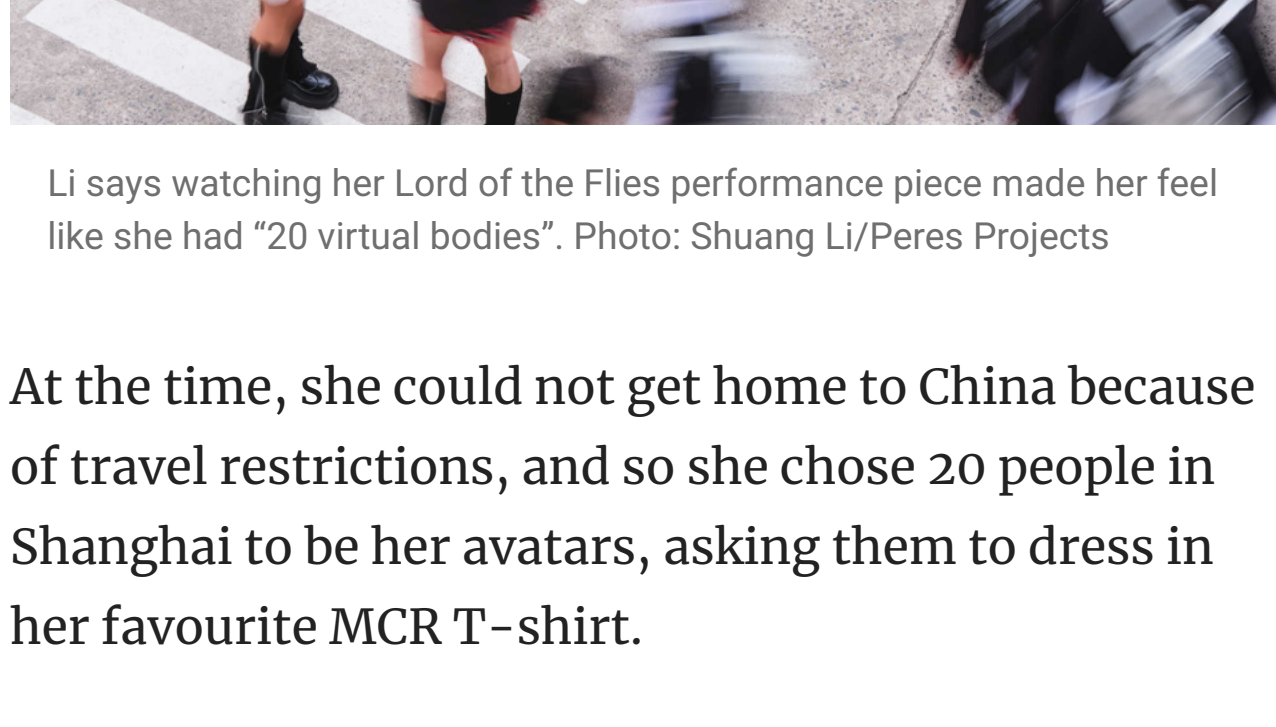 Li says watching her Lord of the Flies performance piece made her feel
like she had “20 virtual bodies”. Photo: Shuang Li/Peres Projects
At the time, she could not get home to China because
of travel restrictions, and so she chose 20 people in
Shanghai to be her avatars, asking them to dress in
her favourite MCR T-shirt.